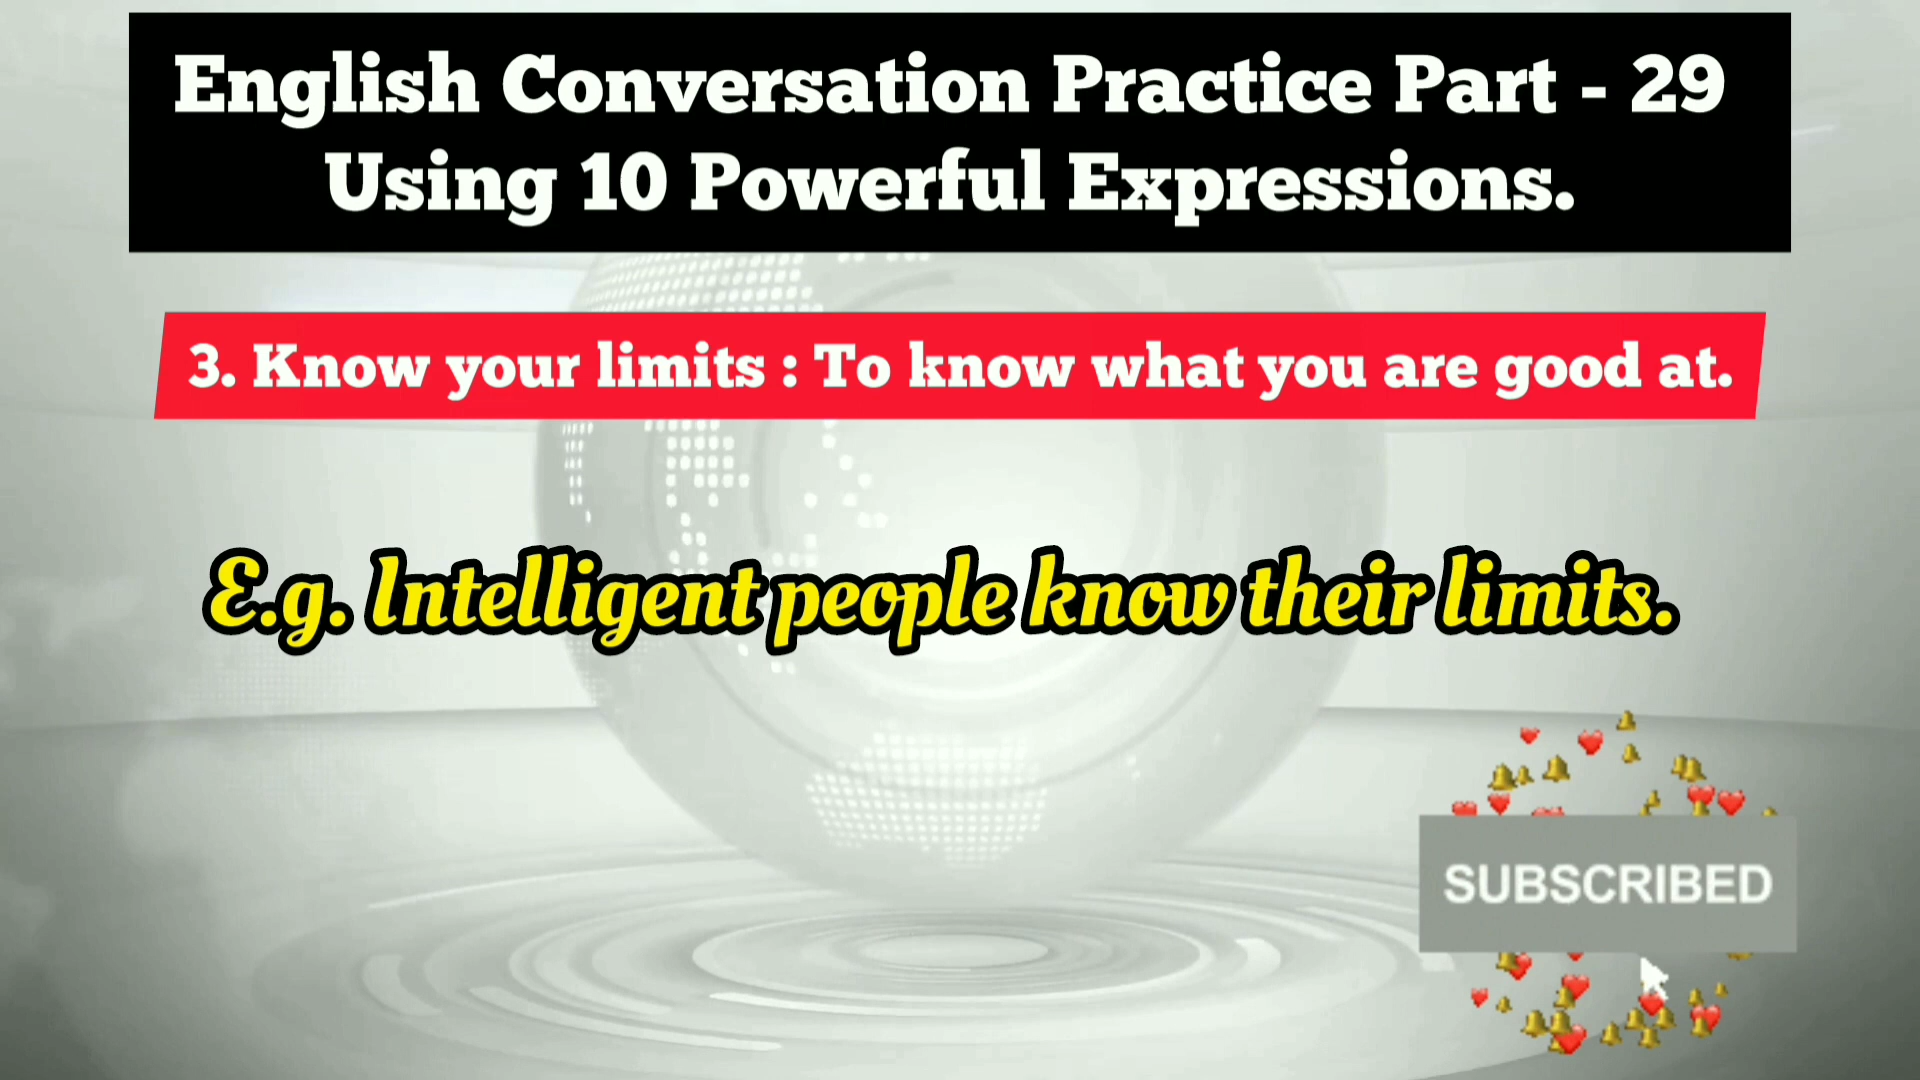 English Conversation Practice Part - 29
Using 10 Powerful Expressions.
3. Know your limits : To know what you are good at.
E.g. Intelligent people know their limits.
SUBSCRIBED